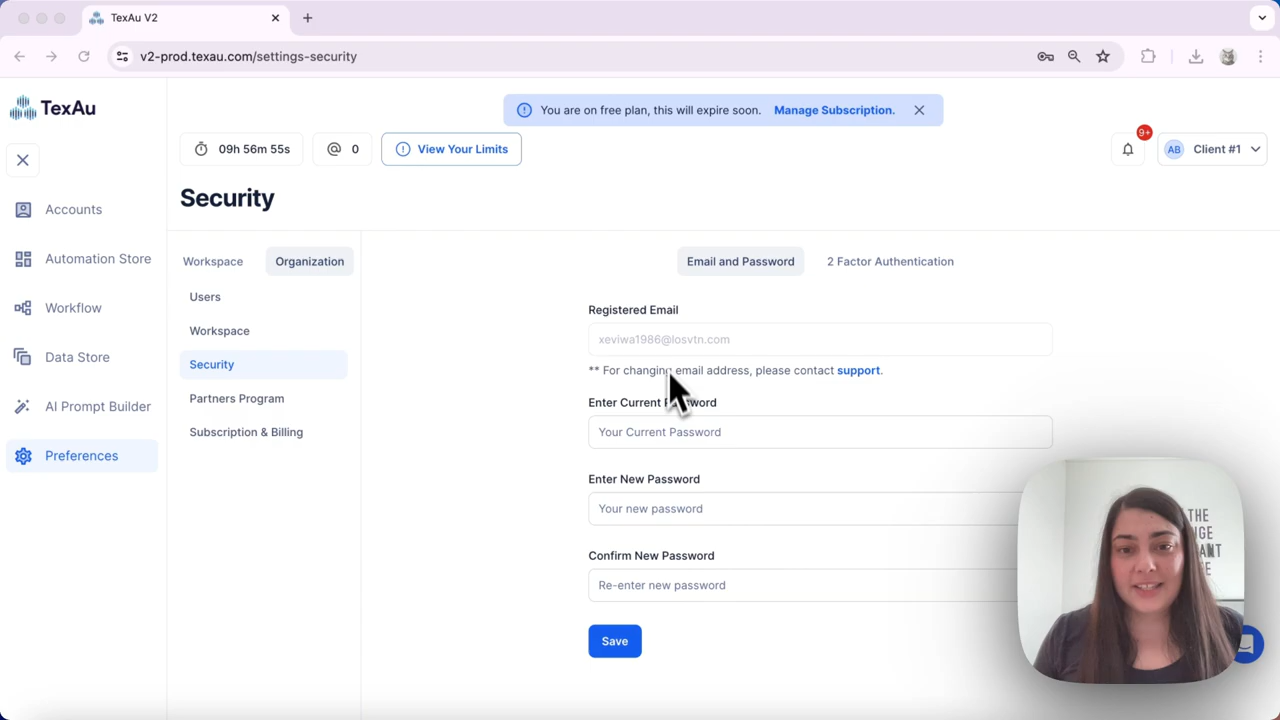 TexAu V2
v2-prod.texau.com/settings-security
TexAu
You are on free plan, this will expire soon. Manage Subscription.
09h 56m 55s
@ 0
View Your Limits
9+
AB Client #1
Security
Accounts
Automation Store
Workflow
Data Store
AI Prompt Builder
Preferences
Workspace Organization
Users
Workspace
Security
Partners Program
Subscription & Billing
Email and Password 2 Factor Authentication
Registered Email
xeviwa1986@losvtn.com
** For changing email address, please contact support.
Enter Current Password
Your Current Password
Enter New Password
Your new password
Confirm New Password
Re-enter new password
Save
THE